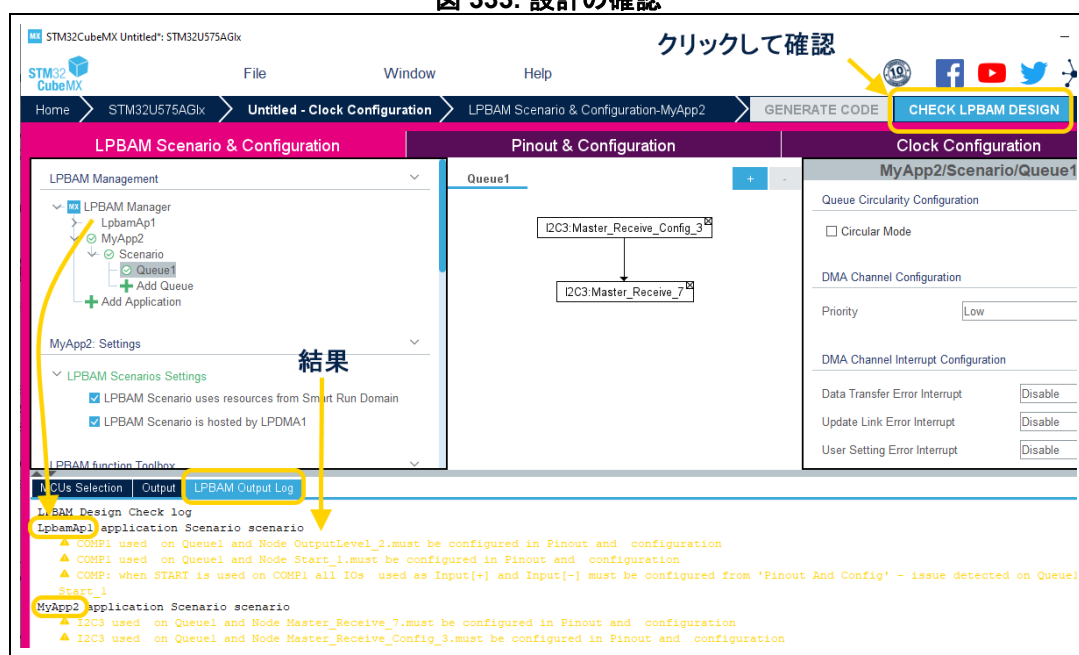 図 333. 設計の確認
MX STM32CubeMX Untitled*: STM32U575AGIx
クリックして確認
STM32
CubeMX
File Window Help
10
Home STM32U575AGIx Untitled - Clock Configuration LPBAM Scenario & Configuration-MyApp2 GENERATE CODE CHECK LPBAM DESIGN
LPBAM Scenario & Configuration Pinout & Configuration Clock Configuration
LPBAM Management
MX LPBAM Manager
LpbamAp1
MyApp2
Scenario
Queue1
Add Queue
Add Application
MyApp2: Settings
結果
LPBAM Scenarios Settings
LPBAM Scenario uses resources from Smart Run Domain
LPBAM Scenario is hosted by LPDMA1
LPBAM function Toolbox
Queue1 + -
I2C3:Master_Receive_Config_3
I2C3:Master_Receive_7
MyApp2/Scenario/Queue1
Queue Circularity Configuration
Circular Mode
DMA Channel Configuration
Priority Low
DMA Channel Interrupt Configuration
Data Transfer Error Interrupt Disable
Update Link Error Interrupt Disable
User Setting Error Interrupt Disable
MCUs Selection Output LPBAM Output Log
LPBAM Design Check log
LpbamAp1 application Scenario scenario
COMP1 used on Queue1 and Node OutputLevel_2.must be configured in Pinout and configuration
COMP1 used on Queue1 and Node Start_1.must be configured in Pinout and configuration
COMP: when START is used on COMP1 all IOs used as Input[+] and Input[-] must be configured from 'Pinout And Config' - issue detected on Queue1
Start_1
MyApp2 application Scenario scenario
I2C3 used on Queue1 and Node Master_Receive_7.must be configured in Pinout and configuration
I2C3 used on Queue1 and Node Master_Receive_Config_3.must be configured in Pinout and configuration